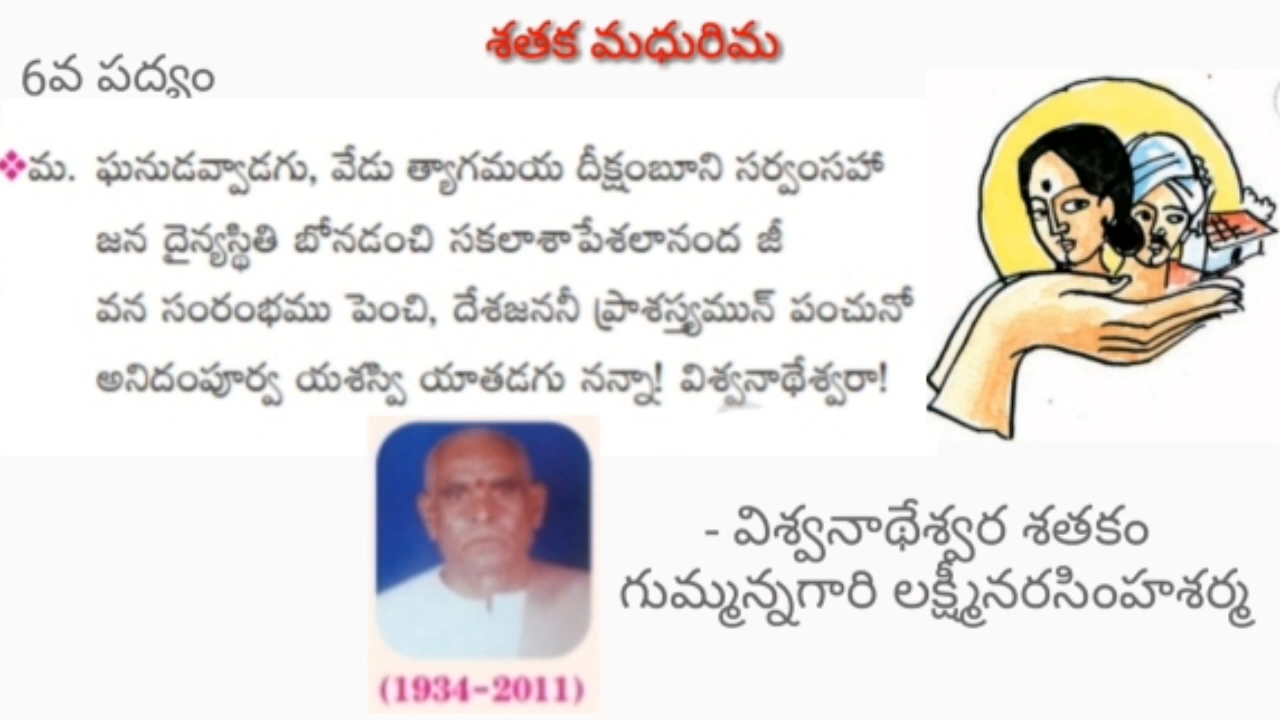 శతక మధురిమ
6వ పద్యం
❖మ. ఘనుడవ్వాడగు, వేడు త్యాగమయ దీక్షంబూని సర్వంసహా
జన దైన్యస్థితి బోనడంచి సకలాశాపేశలానంద జీ
వన సంరంభము పెంచి, దేశజననీ ప్రాశస్త్యమున్ పంచునో
అనిదంపూర్వ యశస్వి యాతడగు నన్నా! విశ్వనాథేశ్వరా!
- విశ్వనాథేశ్వర శతకం
గుమ్మన్నగారి లక్ష్మీనరసింహశర్మ
(1934-2011)